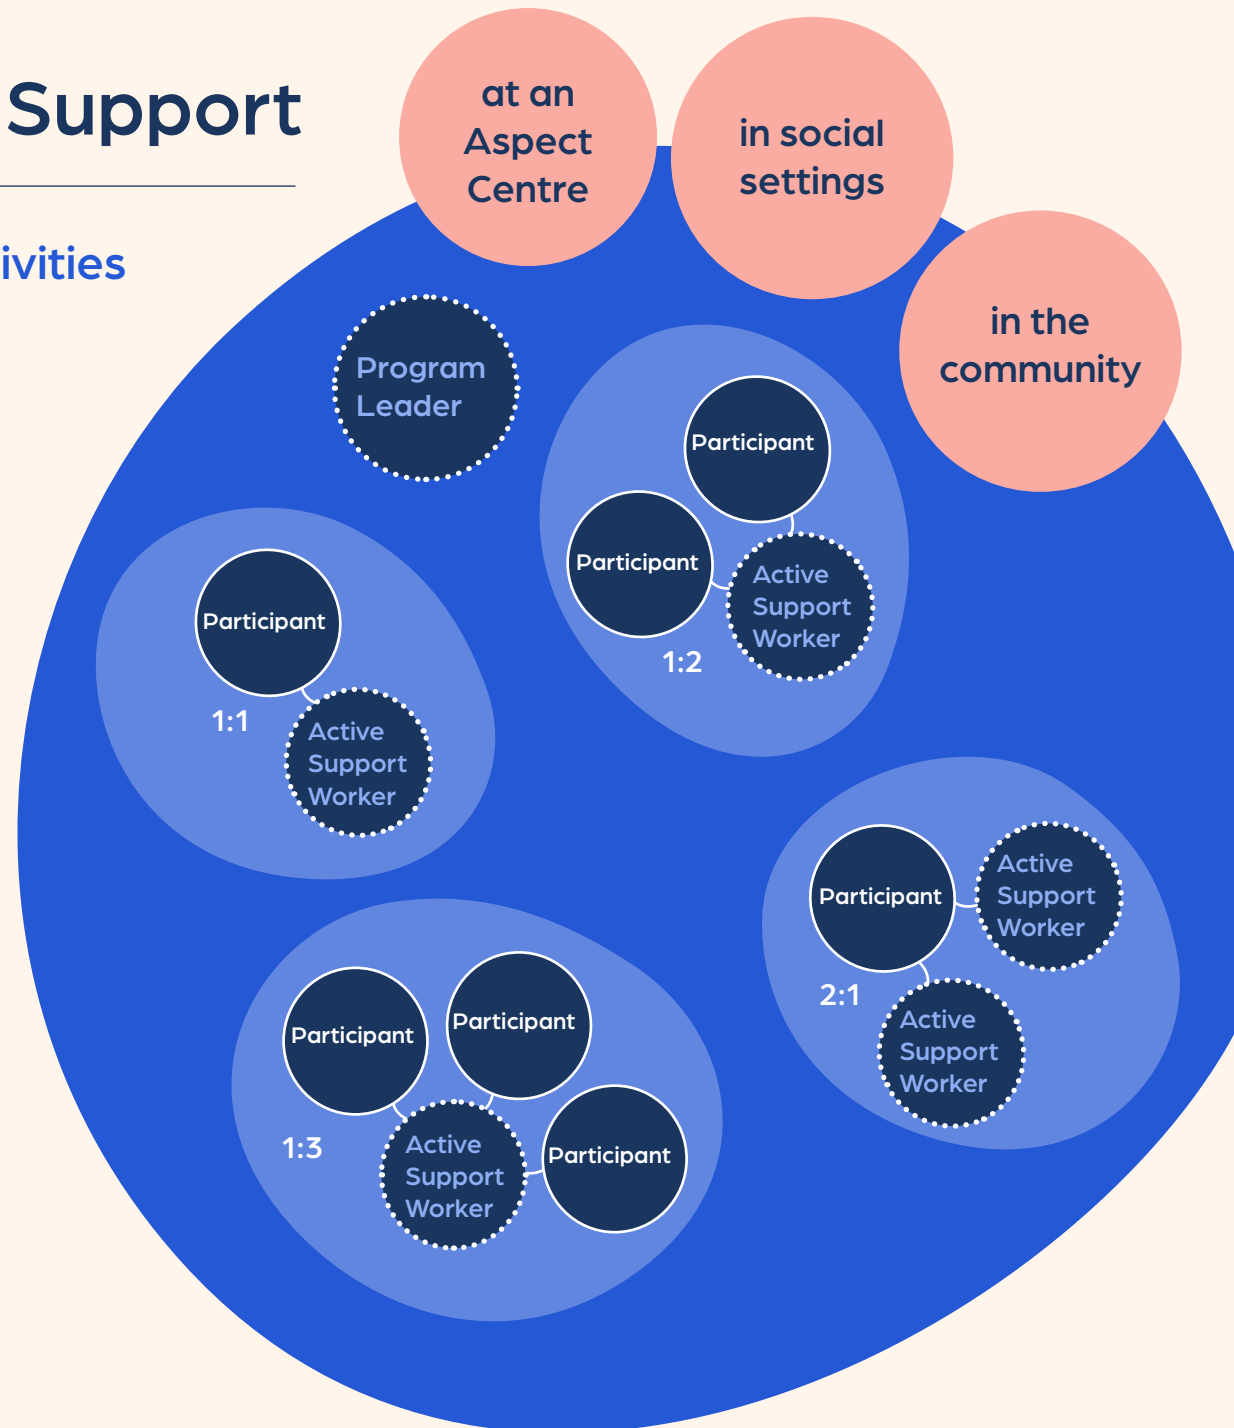 Support
ivities
at an
Aspect
Centre
in social
settings
in the
community
Program
Leader
Participant
Participant
Active
Support
Worker
1:2
Participant
1:1
Active
Support
Worker
Participant
Active
Support
Worker
2:1
Active
Support
Worker
Participant
Participant
1:3
Active
Support
Worker
Participant